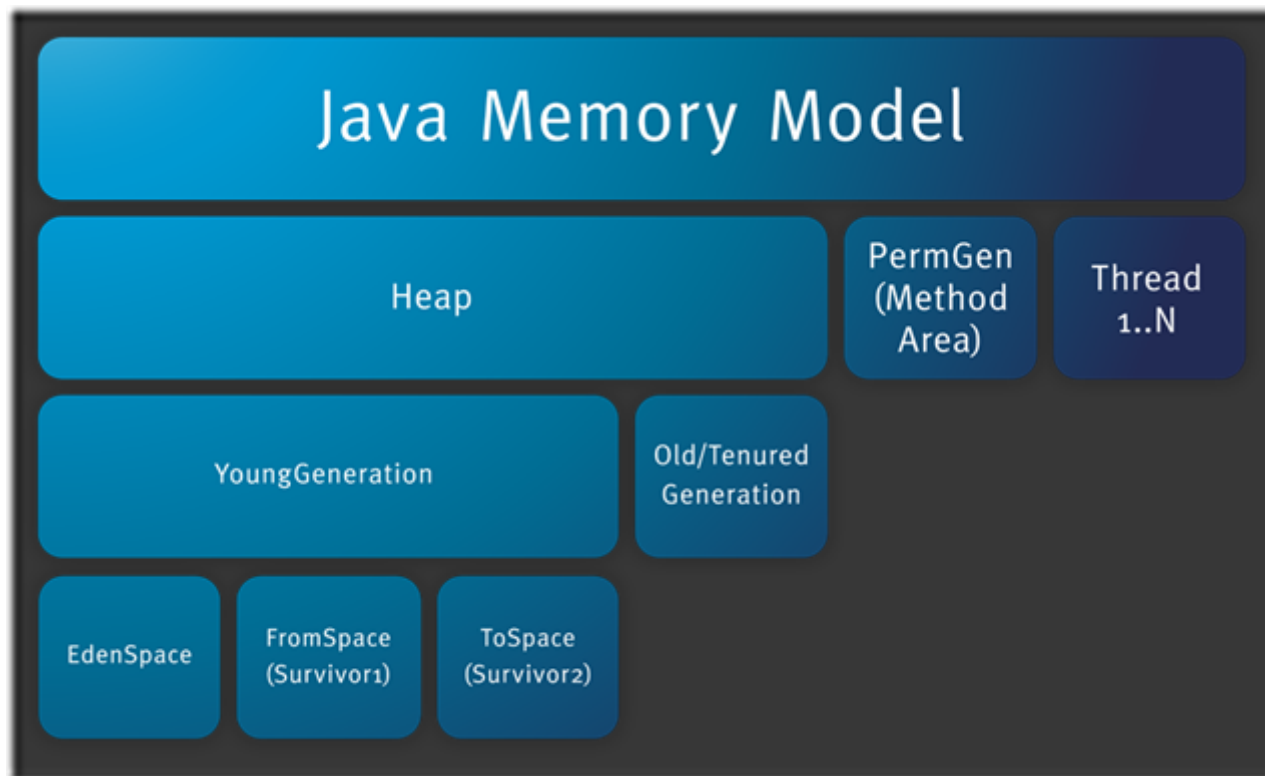 Java Memory Model
Heap
PermGen
(Method
Area)
Thread
1..N
YoungGeneration
Old/Tenured
Generation
EdenSpace
FromSpace
(Survivor1)
ToSpace
(Survivor2)